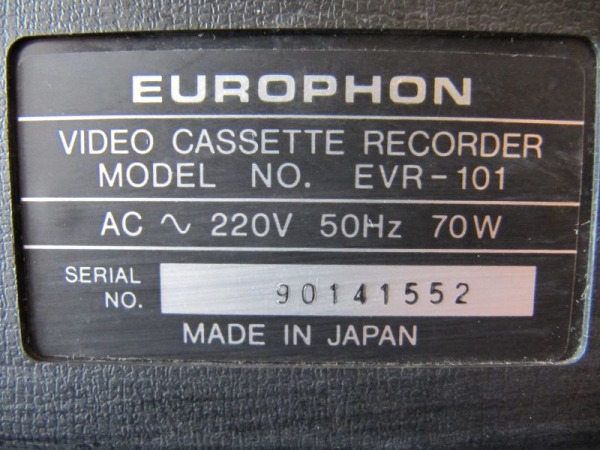 EUROPHON
VIDEO CASSETTE RECORDER
MODEL NO. EVR-101
AC ∿ 220V 50Hz 70W
SERIAL NO. 90141552
MADE IN JAPAN